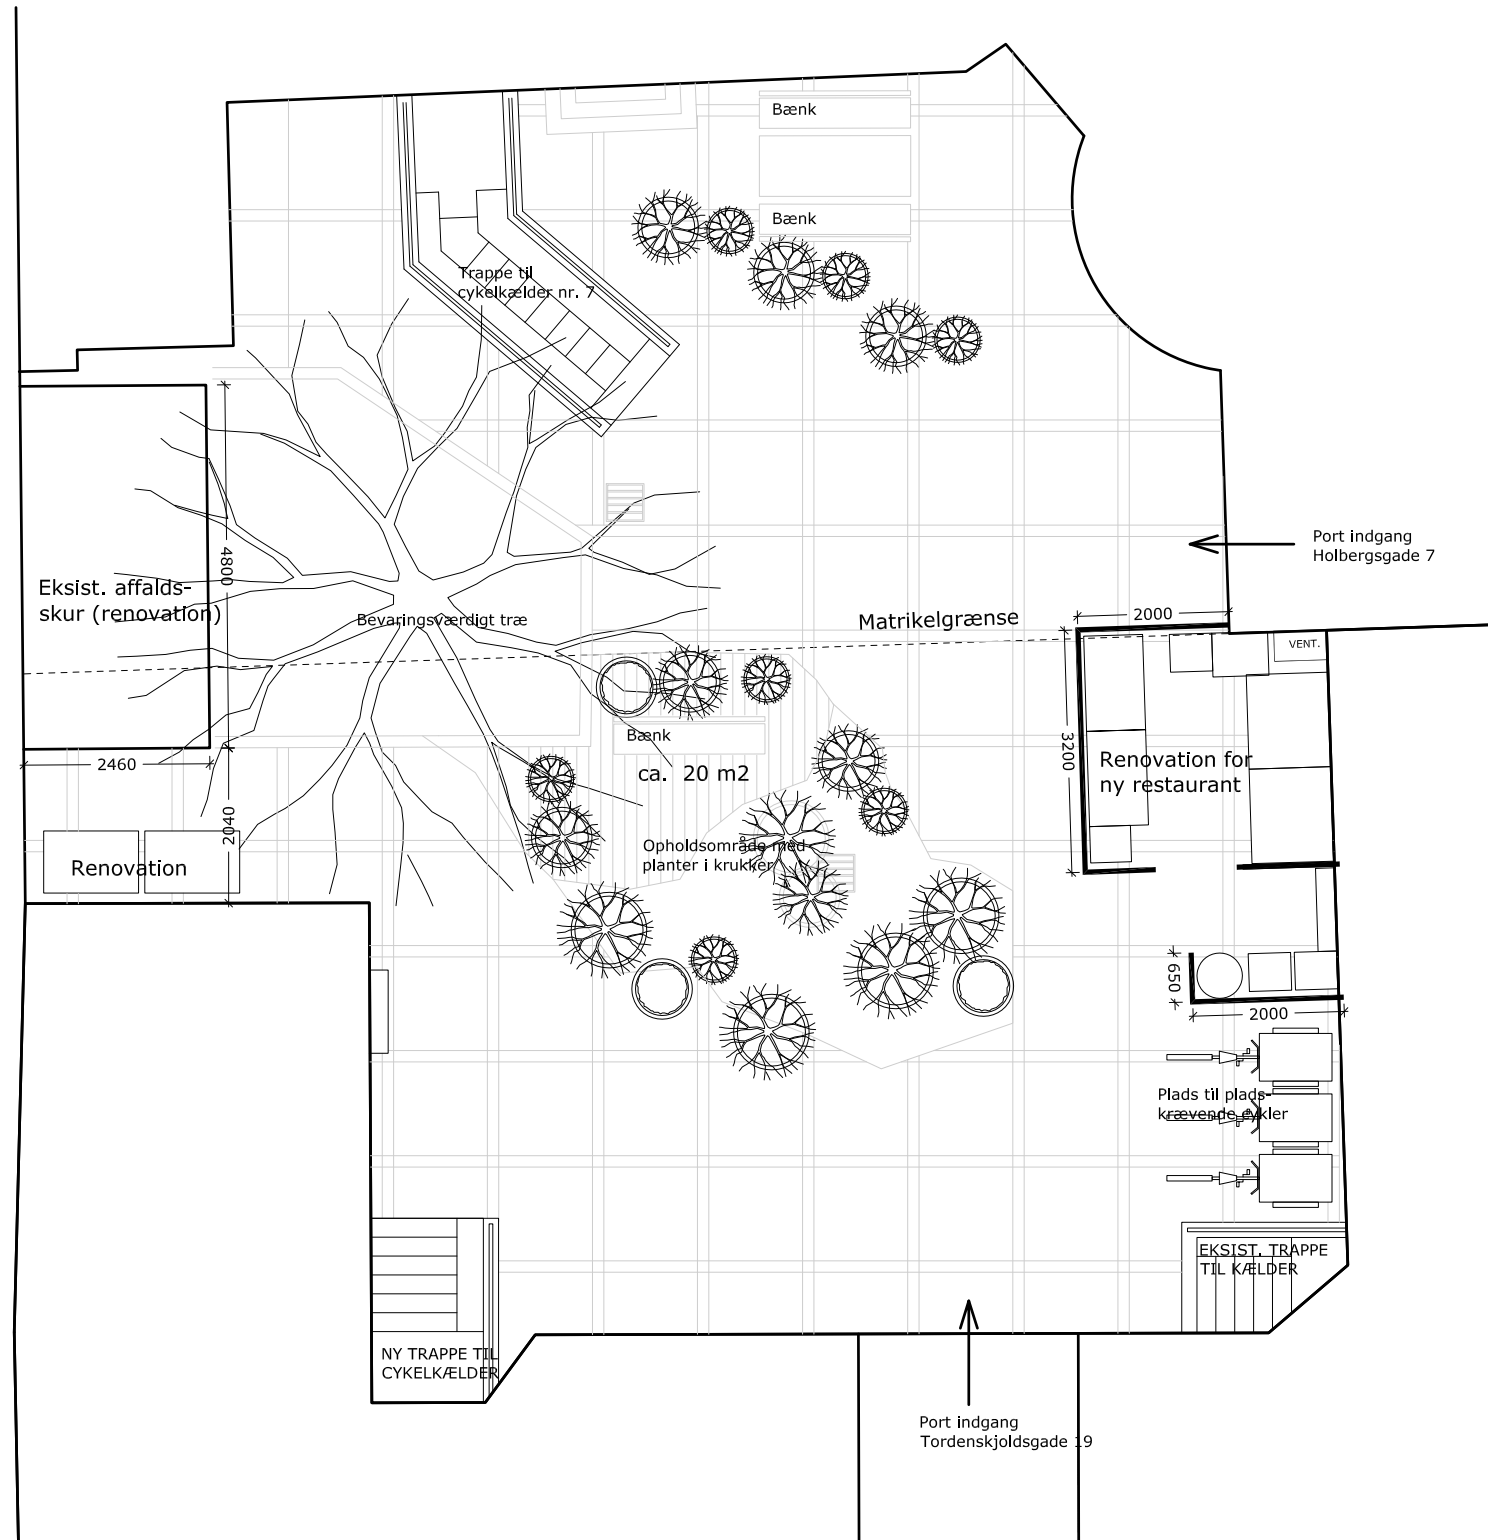 Bænk
Bænk
Trappe til
cykelkælder nr. 7
Port indgang
Holbergsgade 7
4800
Eksist. affalds-
skur (renovation)
Bevaringsværdigt træ
Matrikelgrænse
2000
VENT.
3200
Renovation for
ny restaurant
Bænk
ca. 20 m2
2460
2040
Renovation
Opholdsområde med
planter i krukker
650
2000
Plads til plads-
krævende cykler
EKSIST. TRAPPE
TIL KÆLDER
NY TRAPPE TIL
CYKELKÆLDER
Port indgang
Tordenskjoldsgade 19